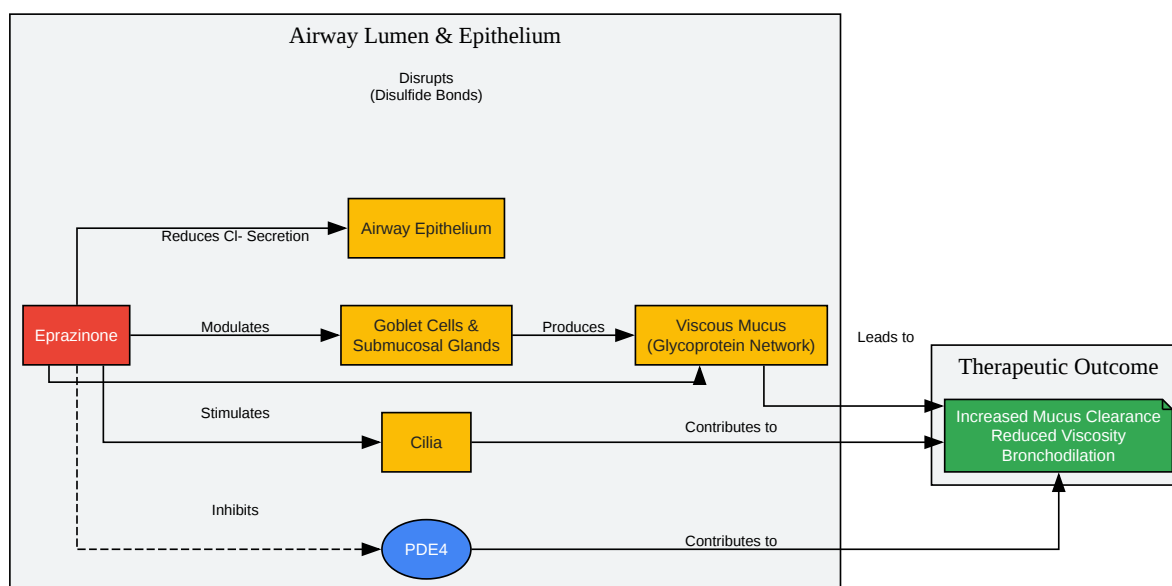 Airway Lumen & Epithelium
Disrupts
(Disulfide Bonds)
Airway Epithelium
Reduces Cl- Secretion
Eprazinone
Modulates
Goblet Cells &
Submucosal Glands
Produces
Viscous Mucus
(Glycoprotein Network)
Leads to
Therapeutic Outcome
Increased Mucus Clearance
Reduced Viscosity
Bronchodilation
Stimulates
Cilia
Contributes to
Inhibits
PDE4
Contributes to